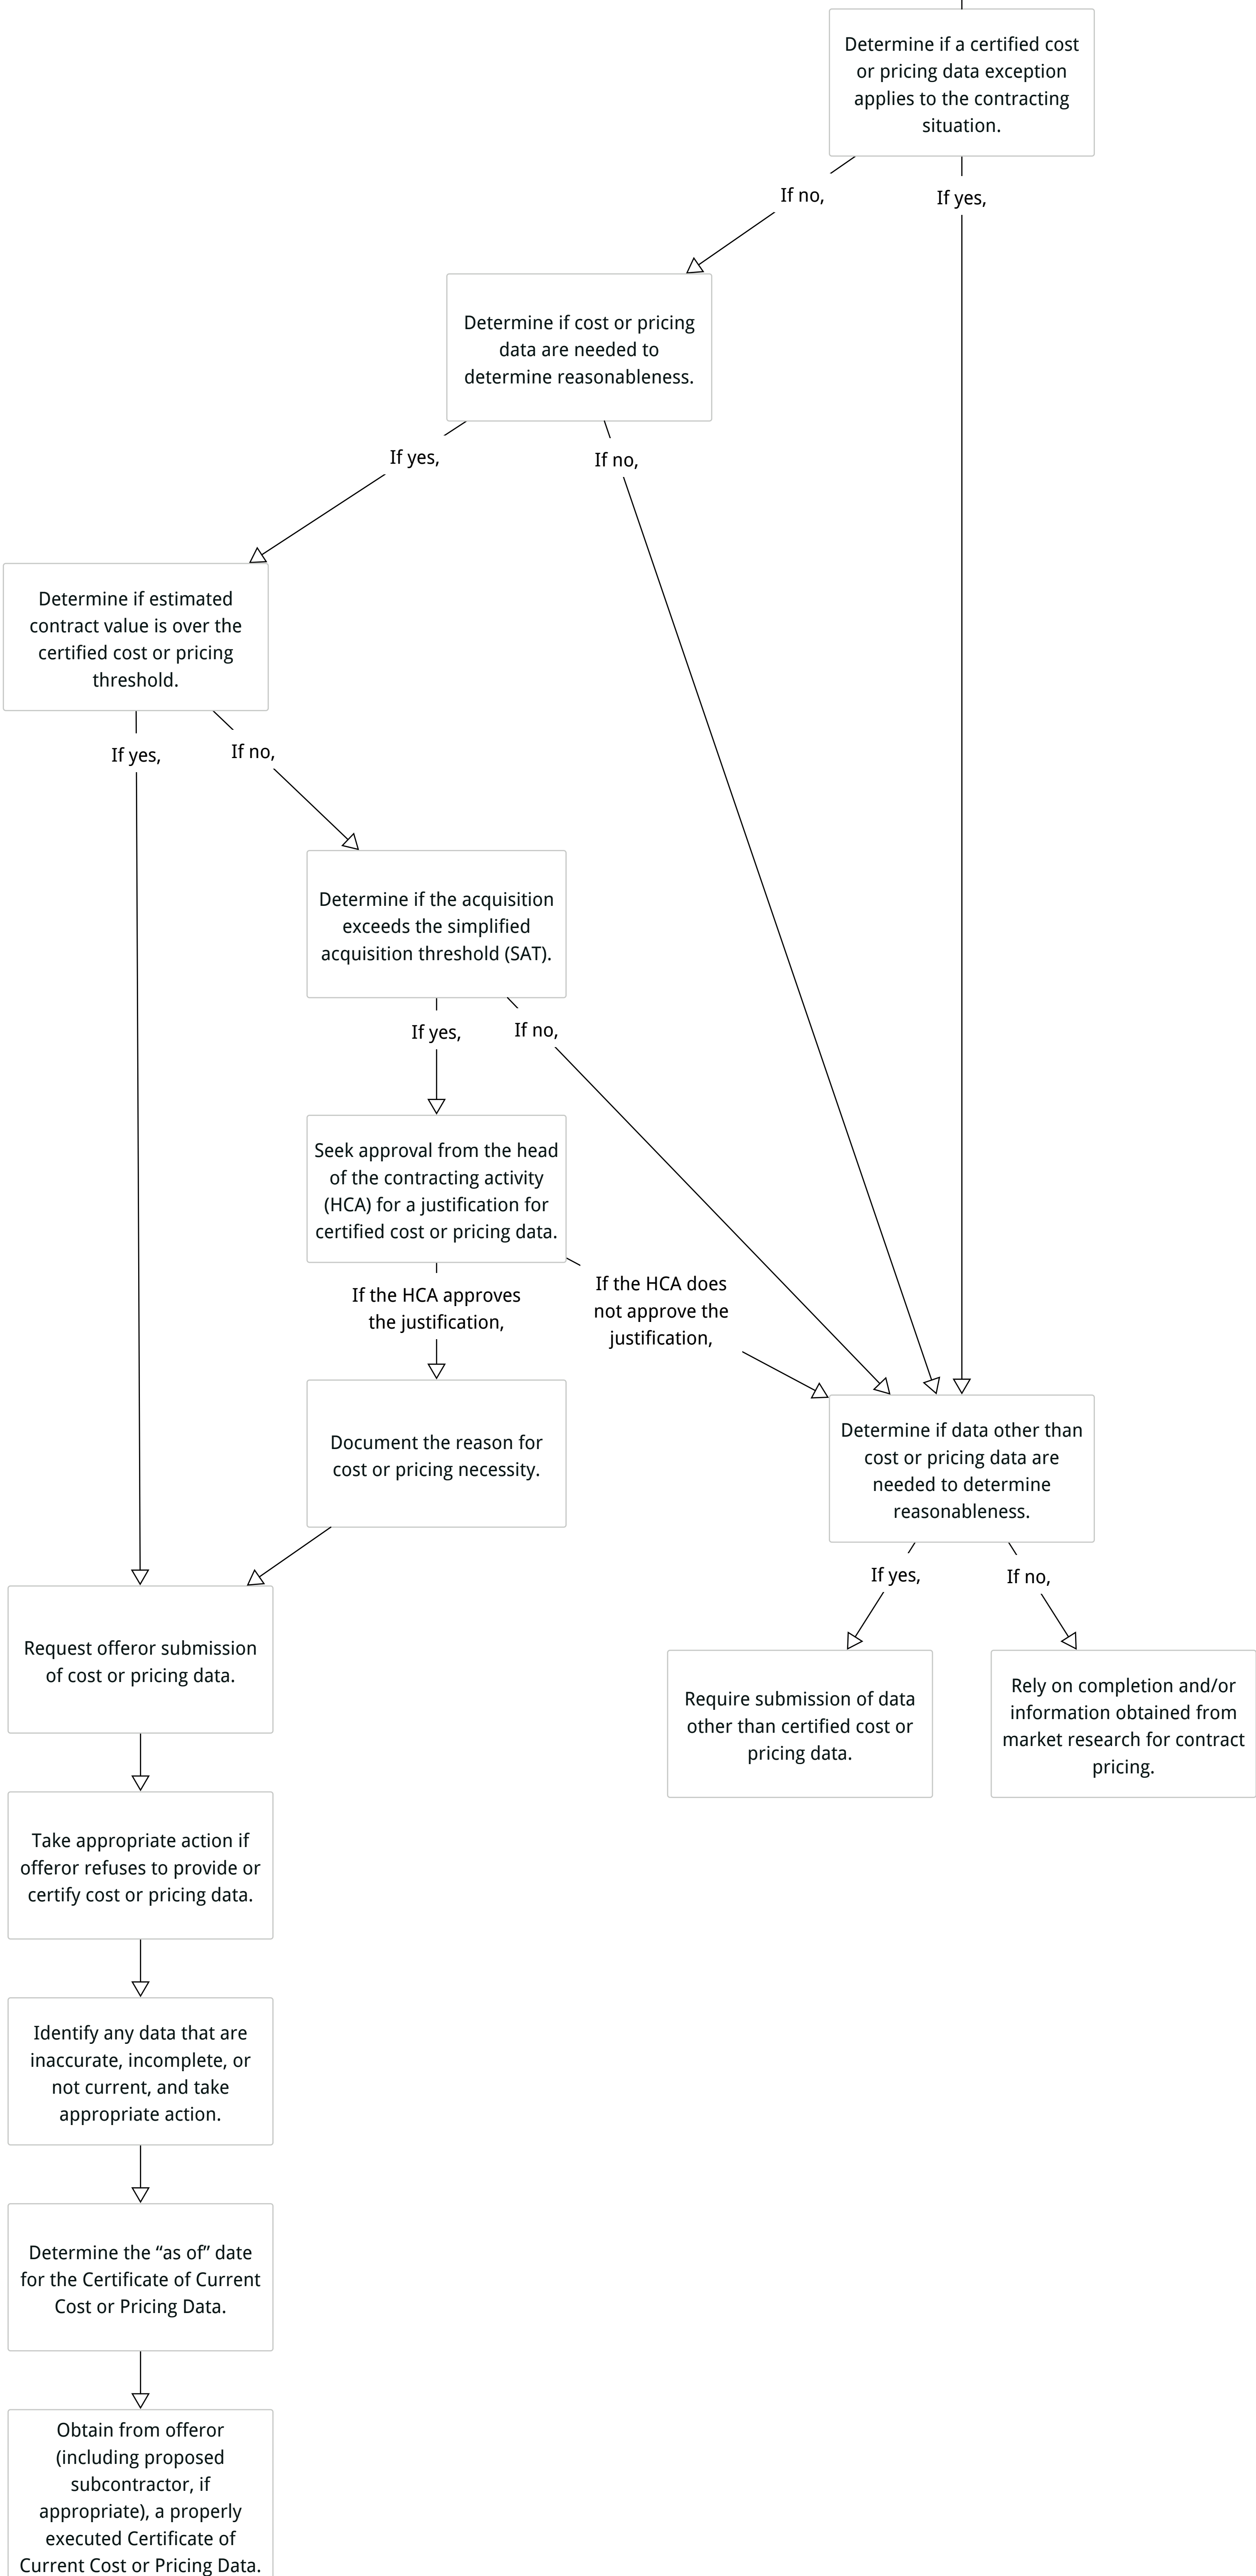 Determine if a certified cost
or pricing data exception
applies to the contracting
situation.
If no,
If yes,
Determine if cost or pricing
data are needed to
determine reasonableness.
If yes,
If no,
Determine if estimated
contract value is over the
certified cost or pricing
threshold.
If yes,
If no,
Determine if the acquisition
exceeds the simplified
acquisition threshold (SAT).
If yes,
If no,
Seek approval from the head
of the contracting activity
(HCA) for a justification for
certified cost or pricing data.
If the HCA approves
the justification,
If the HCA does
not approve the
justification,
Document the reason for
cost or pricing necessity.
Determine if data other than
cost or pricing data are
needed to determine
reasonableness.
If yes,
If no,
Request offeror submission
of cost or pricing data.
Require submission of data
other than certified cost or
pricing data.
Rely on completion and/or
information obtained from
market research for contract
pricing.
Take appropriate action if
offeror refuses to provide or
certify cost or pricing data.
Identify any data that are
inaccurate, incomplete, or
not current, and take
appropriate action.
Determine the “as of” date
for the Certificate of Current
Cost or Pricing Data.
Obtain from offeror
(including proposed
subcontractor, if
appropriate), a properly
executed Certificate of
Current Cost or Pricing Data.